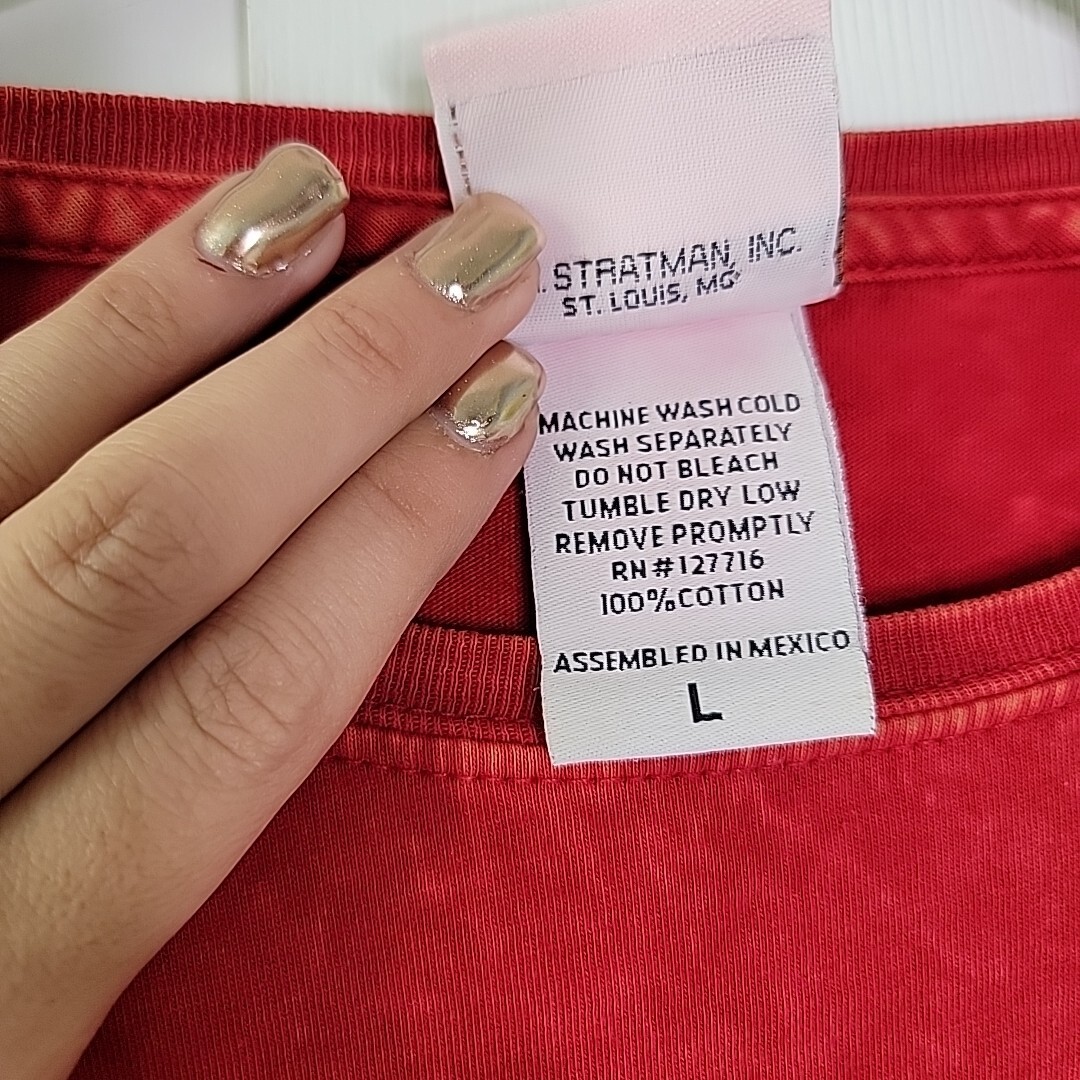 . STRATMAN, INC.
ST. LOUIS, MO
MACHINE WASH COLD
WASH SEPARATELY
DO NOT BLEACH
TUMBLE DRY LOW
REMOVE PROMPTLY
RN#127716
100%COTTON
ASSEMBLED IN MEXICO
L